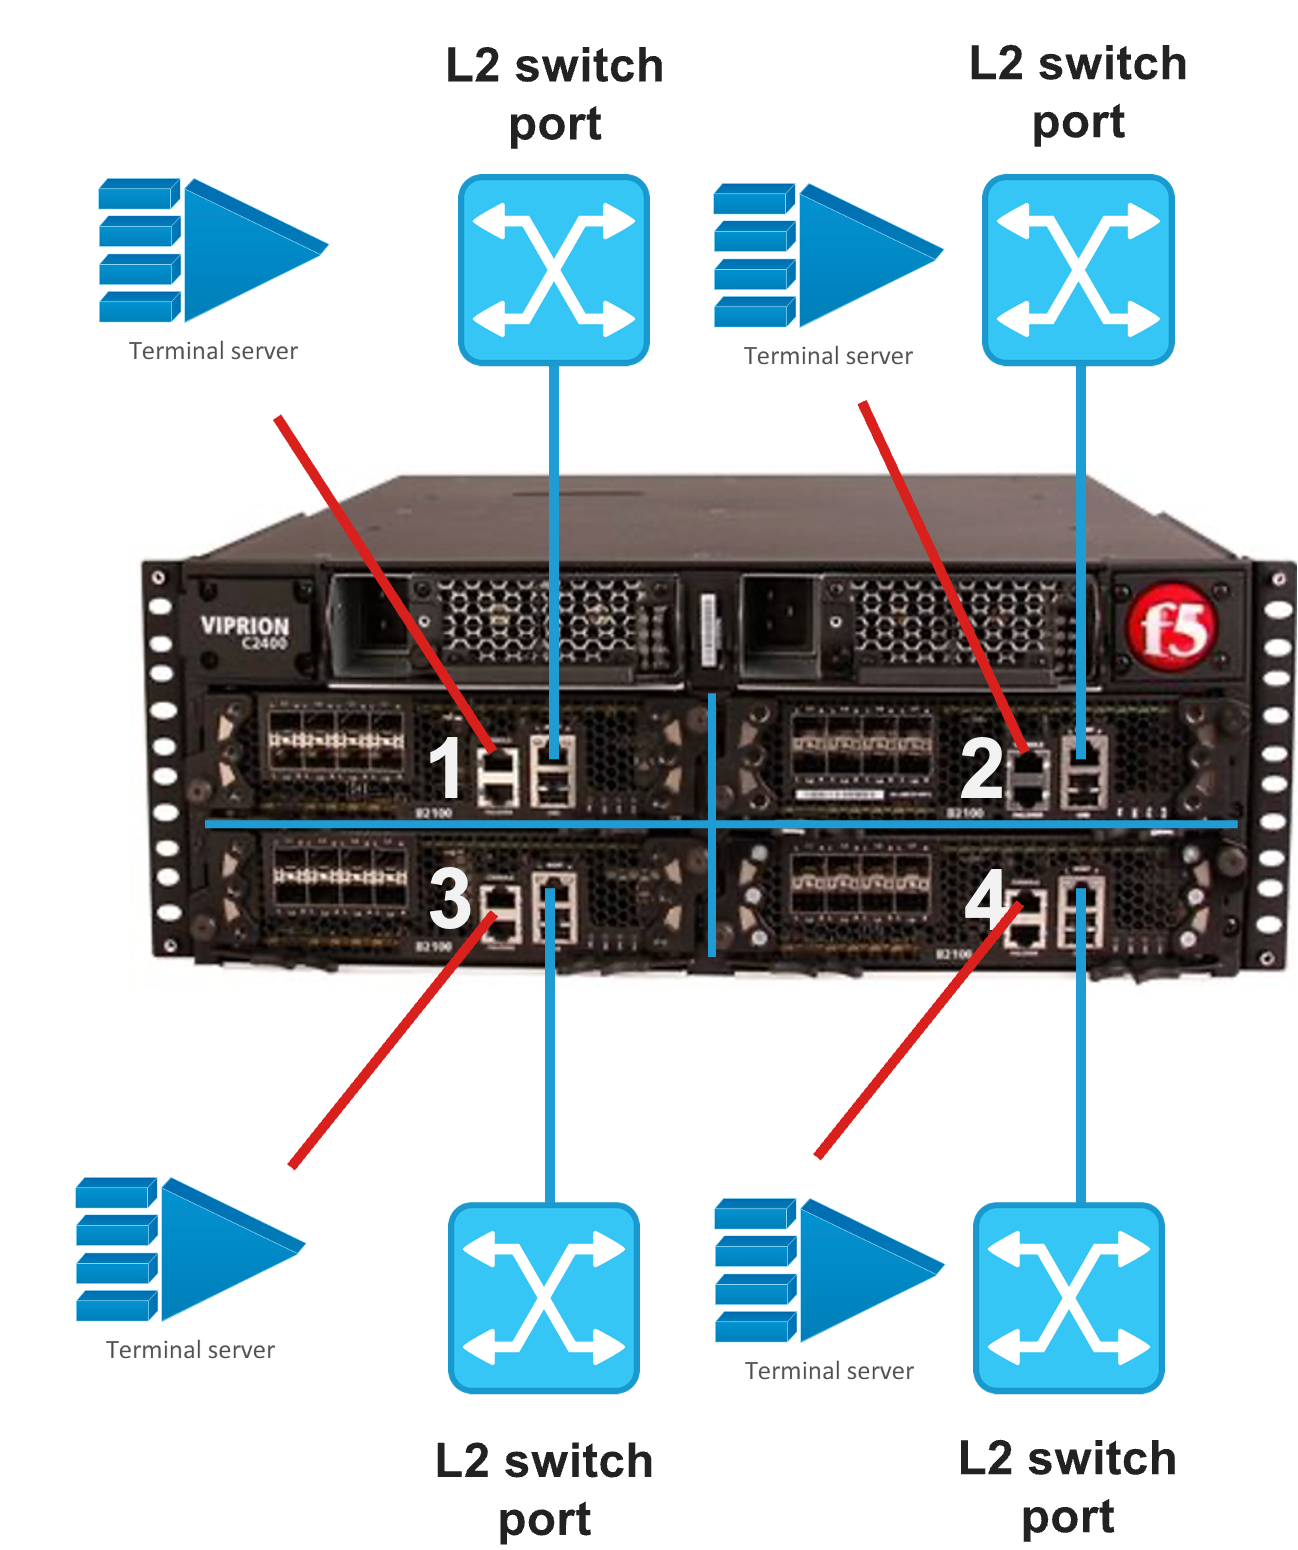 L2 switch
port
L2 switch
port
Terminal server
Terminal server
VIPRION
C2400
f5
1
2
B2100
B2100
3
4
B2100
B2100
Terminal server
Terminal server
L2 switch
port
L2 switch
port